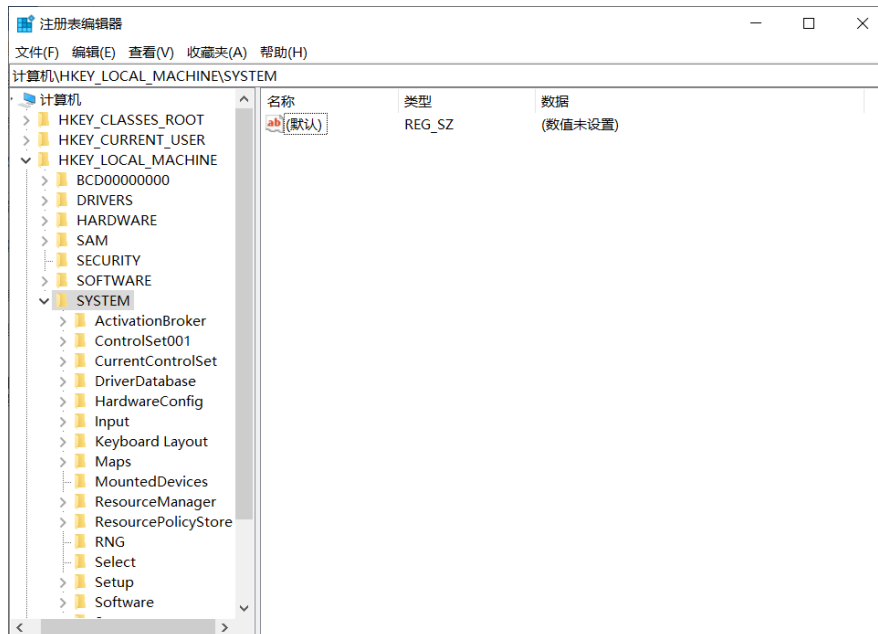 注册表编辑器
文件(F) 编辑(E) 查看(V) 收藏夹(A) 帮助(H)
计算机\HKEY_LOCAL_MACHINE\SYSTEM
计算机
HKEY_CLASSES_ROOT
HKEY_CURRENT_USER
HKEY_LOCAL_MACHINE
BCD00000000
DRIVERS
HARDWARE
SAM
SECURITY
SOFTWARE
SYSTEM
ActivationBroker
ControlSet001
CurrentControlSet
DriverDatabase
HardwareConfig
Input
Keyboard Layout
Maps
MountedDevices
ResourceManager
ResourcePolicyStore
RNG
Select
Setup
Software
名称 类型 数据
ab (默认) REG_SZ (数值未设置)